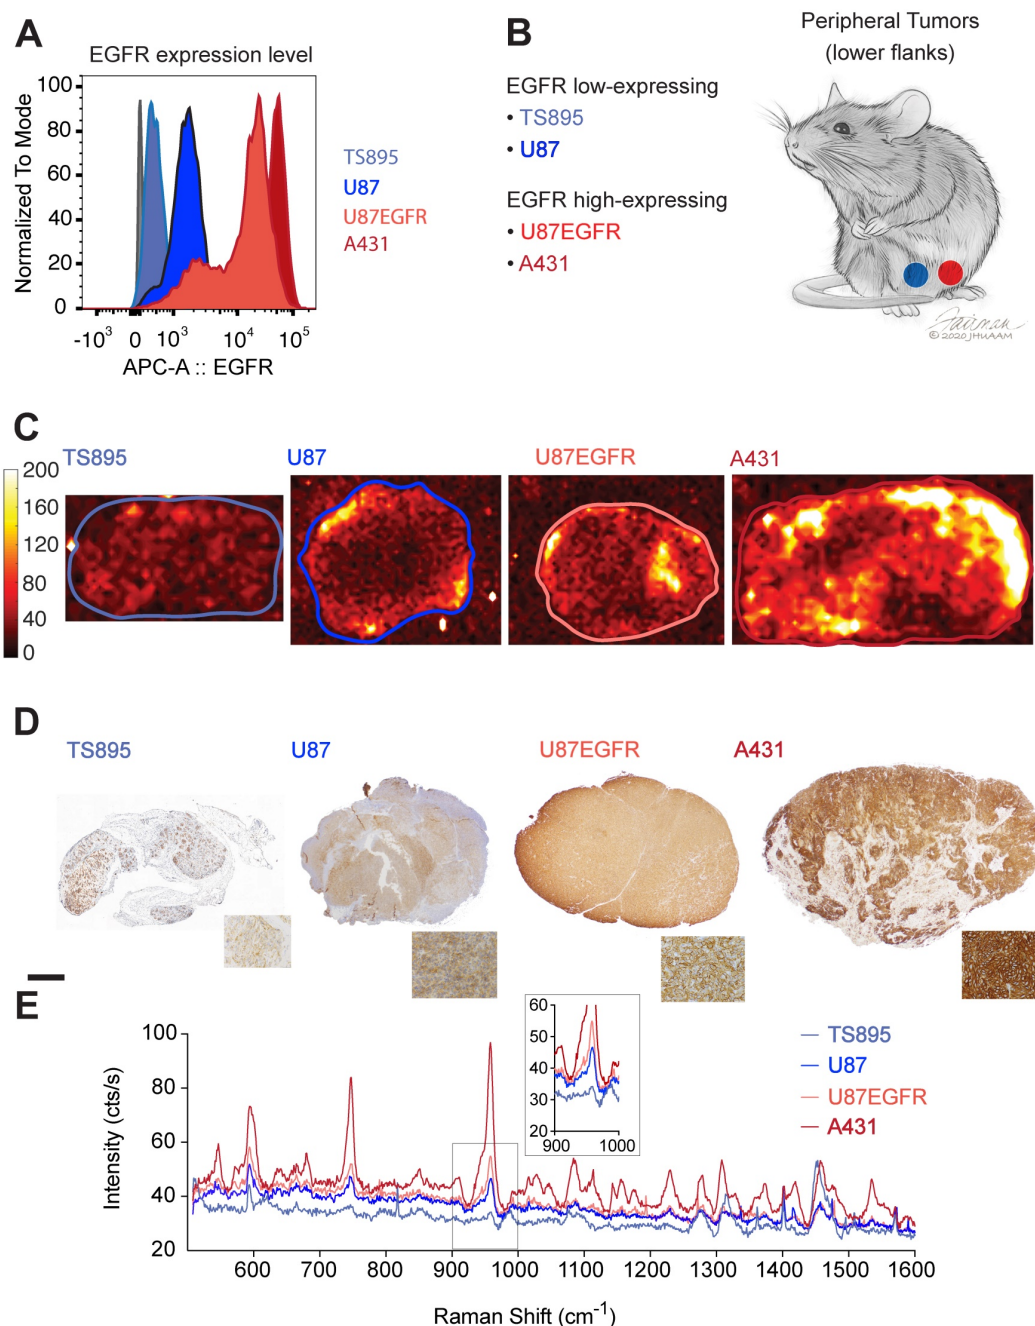 A
EGFR expression level
Normalized To Mode
100
80
60
40
20
0
-10³ 0 10³ 10⁴ 10⁵
APC-A :: EGFR
TS895
U87
U87EGFR
A431
B
EGFR low-expressing
• TS895
• U87
EGFR high-expressing
• U87EGFR
• A431
Peripheral Tumors
(lower flanks)
Fairman
© 2020 JHUAAM
C
TS895 U87 U87EGFR A431
200
160
120
80
40
0
D
TS895 U87 U87EGFR A431
E
Intensity (cts/s)
100
80
60
40
20
60
50
40
30
20
900 1000
TS895
U87
U87EGFR
A431
600 700 800 900 1000 1100 1200 1300 1400 1500 1600
Raman Shift (cm⁻¹)